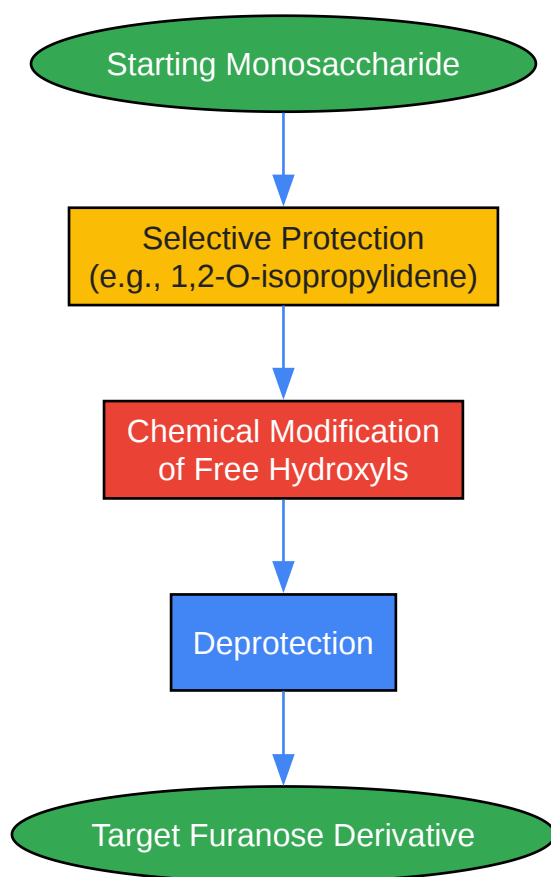 Starting Monosaccharide
Selective Protection
(e.g., 1,2-O-isopropylidene)
Chemical Modification
of Free Hydroxyls
Deprotection
Target Furanose Derivative